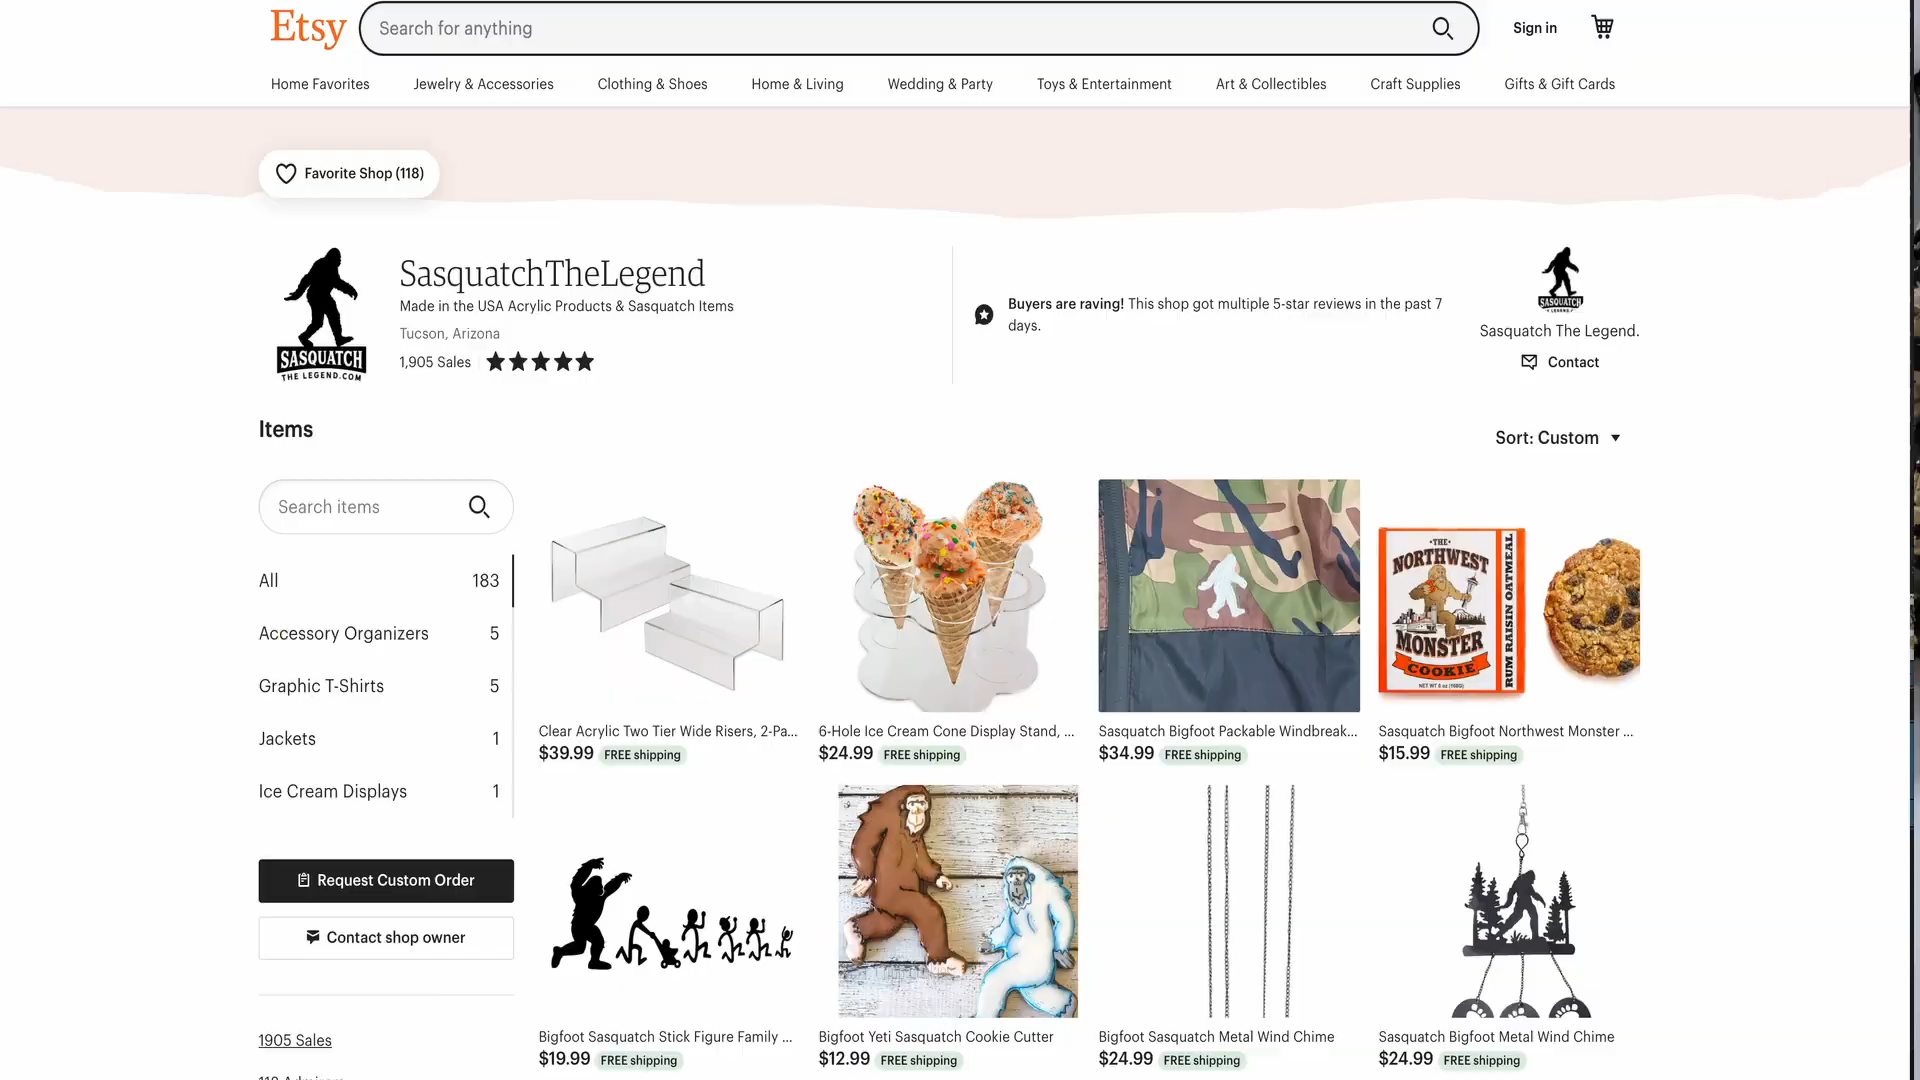 Etsy
Search for anything
Sign in
Home Favorites
Jewelry & Accessories
Clothing & Shoes
Home & Living
Wedding & Party
Toys & Entertainment
Art & Collectibles
Craft Supplies
Gifts & Gift Cards
Favorite Shop (118)
SASQUATCH
THE LEGEND.COM
SasquatchTheLegend
Made in the USA Acrylic Products & Sasquatch Items
Tucson, Arizona
1,905 Sales
Buyers are raving! This shop got multiple 5-star reviews in the past 7
days.
SASQUATCH
Sasquatch The Legend.
Contact
Items
Sort: Custom
Search items
All 183
Accessory Organizers 5
Graphic T-Shirts 5
Jackets 1
Ice Cream Displays 1
Request Custom Order
Contact shop owner
1905 Sales
•THE•
NORTHWEST
MONSTER
COOKIE
NET WT 6 oz (168G)
RUM RAISIN OATMEAL
Clear Acrylic Two Tier Wide Risers, 2-Pa...
$39.99 FREE shipping
6-Hole Ice Cream Cone Display Stand, ...
$24.99 FREE shipping
Sasquatch Bigfoot Packable Windbreak...
$34.99 FREE shipping
Sasquatch Bigfoot Northwest Monster ...
$15.99 FREE shipping
Bigfoot Sasquatch Stick Figure Family ...
$19.99 FREE shipping
Bigfoot Yeti Sasquatch Cookie Cutter
$12.99 FREE shipping
Bigfoot Sasquatch Metal Wind Chime
$24.99 FREE shipping
Sasquatch Bigfoot Metal Wind Chime
$24.99 FREE shipping